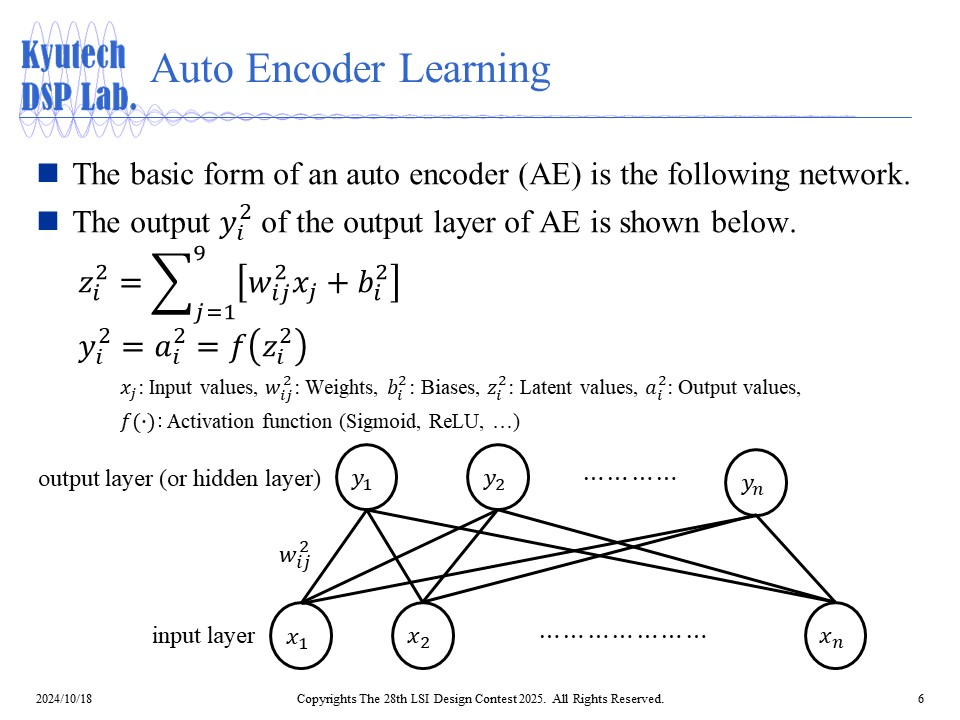 Kyutech
DSP Lab.
Auto Encoder Learning
■ The basic form of an auto encoder (AE) is the following network.
■ The output $y_i^2$ of the output layer of AE is shown below.
$z_i^2 = \sum_{j=1}^{9} [w_{ij}^2 x_j + b_i^2]$
$y_i^2 = a_i^2 = f(z_i^2)$
$x_j$: Input values, $w_{ij}^2$: Weights, $b_i^2$: Biases, $z_i^2$: Latent values, $a_i^2$: Output values,
$f(\cdot)$: Activation function (Sigmoid, ReLU, …)
output layer (or hidden layer) $y_1$ $y_2$ ………… $y_n$
$w_{ij}^2$
input layer $x_1$ $x_2$ ………………… $x_n$
2024/10/18 Copyrights The 28th LSI Design Contest 2025. All Rights Reserved. 6